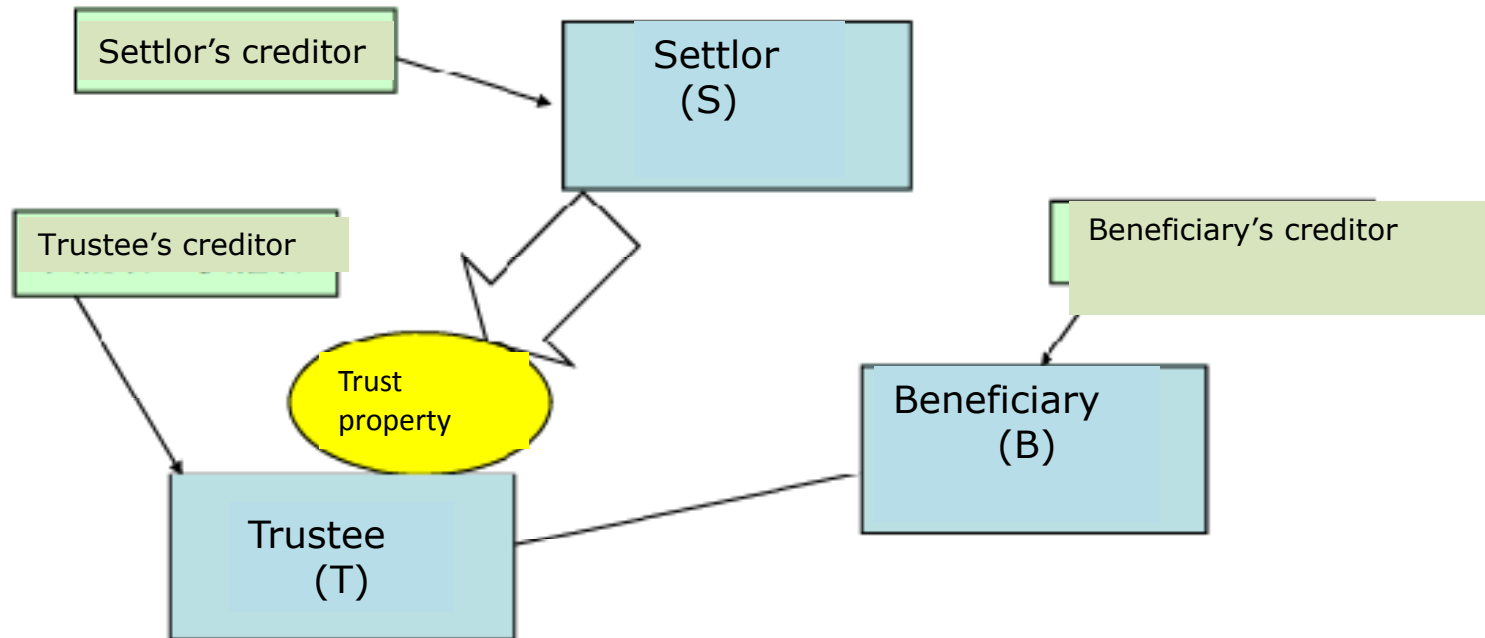 Settlor’s creditor
Settlor
(S)
Trustee’s creditor
Beneficiary’s creditor
Trust
property
Beneficiary
(B)
Trustee
(T)